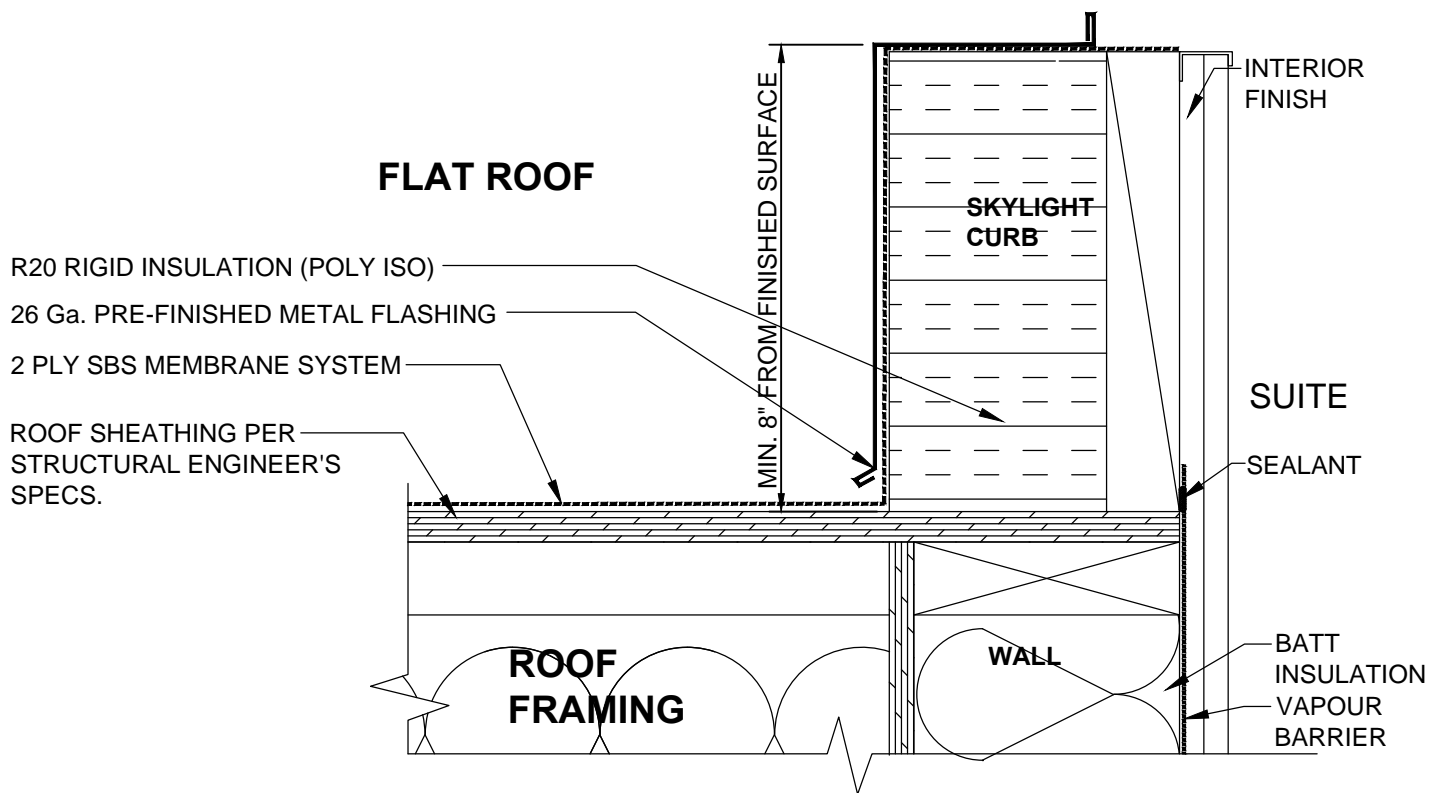 FLAT ROOF
R20 RIGID INSULATION (POLY ISO)
26 Ga. PRE-FINISHED METAL FLASHING
2 PLY SBS MEMBRANE SYSTEM
ROOF SHEATHING PER
STRUCTURAL ENGINEER'S
SPECS.
MIN. 8" FROM FINISHED SURFACE
SKYLIGHT
CURB
INTERIOR
FINISH
SUITE
SEALANT
ROOF
FRAMING
WALL
BATT
INSULATION
VAPOUR
BARRIER